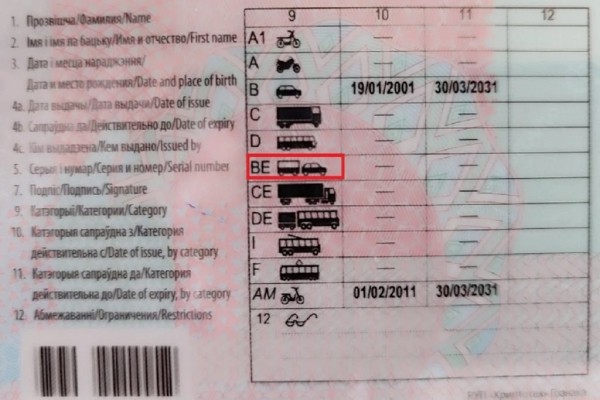 1. Прозвішча/Фамилия/Name
2. Імя і імя па бацьку/Имя и отчество/First name
3. Дата і месца нараджэння/
Дата и место рождения/Date and place of birth
4a. Дата выдачы/Дата выдачи/Date of issue
4b. Сапраўдна да/Действительно до/Date of expiry
4c. Кім выдадзена/Кем выдано/Issued by
5. Серыя і нумар/Серия и номер/Serial number
7. Подпіс/Подпись/Signature
9. Катэгорыі/Категории/Category
10. Катэгорыя сапраўдна з/Категория
действительна с/Date of issue, by category
11. Катэгорыя сапраўдна да/Категория
действительна до/Date of expiry, by category
12. Абмежаванні/Ограничения/Restrictions
9 10 11 12
A1 — —
A — —
B 19/01/2001 30/03/2031
C — —
D — —
BE — —
CE — —
DE — —
I — —
F — —
AM 01/02/2011 30/03/2031
12
РУП «Криптотех» Гознака